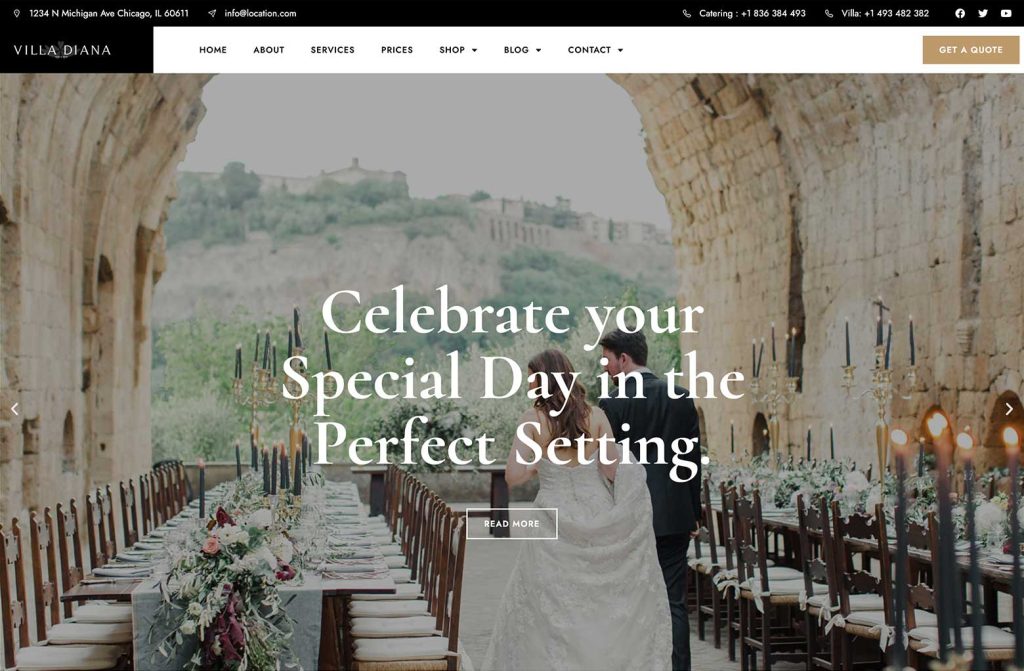 1234 N Michigan Ave Chicago, IL 60611
info@location.com
Catering : +1 836 384 493
Villa: +1 493 482 382
VILLA DIANA
HOME
ABOUT
SERVICES
PRICES
SHOP
BLOG
CONTACT
GET A QUOTE
Celebrate your
Special Day in the
Perfect Setting.
READ MORE